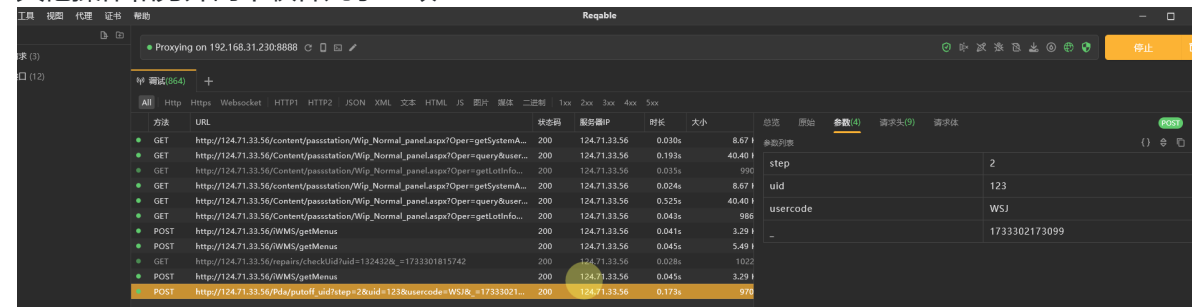 工具 视图 代理 证书 帮助 Reqable
Proxying on 192.168.31.230:8888 停止
(3)
调试(864)
(12)
All Http Https Websocket HTTP1 HTTP2 JSON XML 文本 HTML JS 图片 媒体 二进制 1xx 2xx 3xx 4xx 5xx
方法 URL 状态码 服务器IP 时长 大小 总览 原始 参数(4) 请求头(9) 请求体 POST
GET http://124.71.33.56/content/passstation/Wip_Normal_panel.aspx?Oper=getSystemA... 200 124.71.33.56 0.030s 8.67
参数列表
GET http://124.71.33.56/Content/passstation/Wip_Normal_panel.aspx?Oper=query&user... 200 124.71.33.56 0.193s 40.40
step 2
GET http://124.71.33.56/Content/passstation/Wip_Normal_panel.aspx?Oper=getLotInfo... 200 124.71.33.56 0.035s 990
GET http://124.71.33.56/content/passstation/Wip_Normal_panel.aspx?Oper=getSystemA... 200 124.71.33.56 0.024s 8.67
uid 123
GET http://124.71.33.56/Content/passstation/Wip_Normal_panel.aspx?Oper=query&user... 200 124.71.33.56 0.525s 40.40
usercode WSJ
GET http://124.71.33.56/Content/passstation/Wip_Normal_panel.aspx?Oper=getLotInfo... 200 124.71.33.56 0.043s 986
POST http://124.71.33.56/iWMS/getMenus 200 124.71.33.56 0.041s 3.29
_ 1733302173099
POST http://124.71.33.56/iWMS/getMenus 200 124.71.33.56 0.045s 5.49
GET http://124.71.33.56/repairs/checkUid?uid=132432&_=1733301815742 200 124.71.33.56 0.028s 1022
POST http://124.71.33.56/iWMS/getMenus 200 124.71.33.56 0.045s 3.29
POST http://124.71.33.56/Pda/putoff_uid?step=2&uid=123&usercode=WSJ&_=17333021... 200 124.71.33.56 0.173s 970